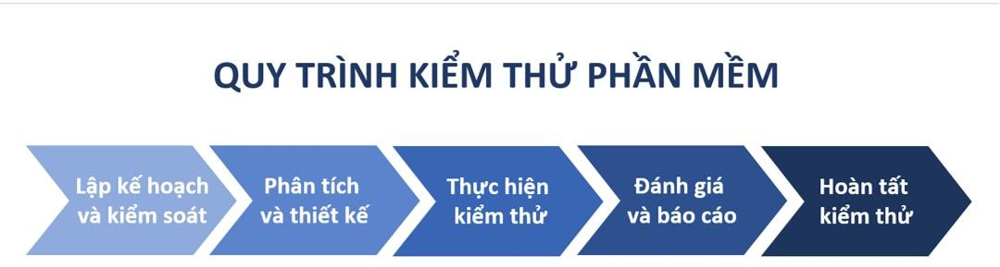 QUY TRÌNH KIỂM THỬ PHẦN MỀM
Lập kế hoạch
và kiểm soát
Phân tích
và thiết kế
Thực hiện
kiểm thử
Đánh giá
và báo cáo
Hoàn tất
kiểm thử